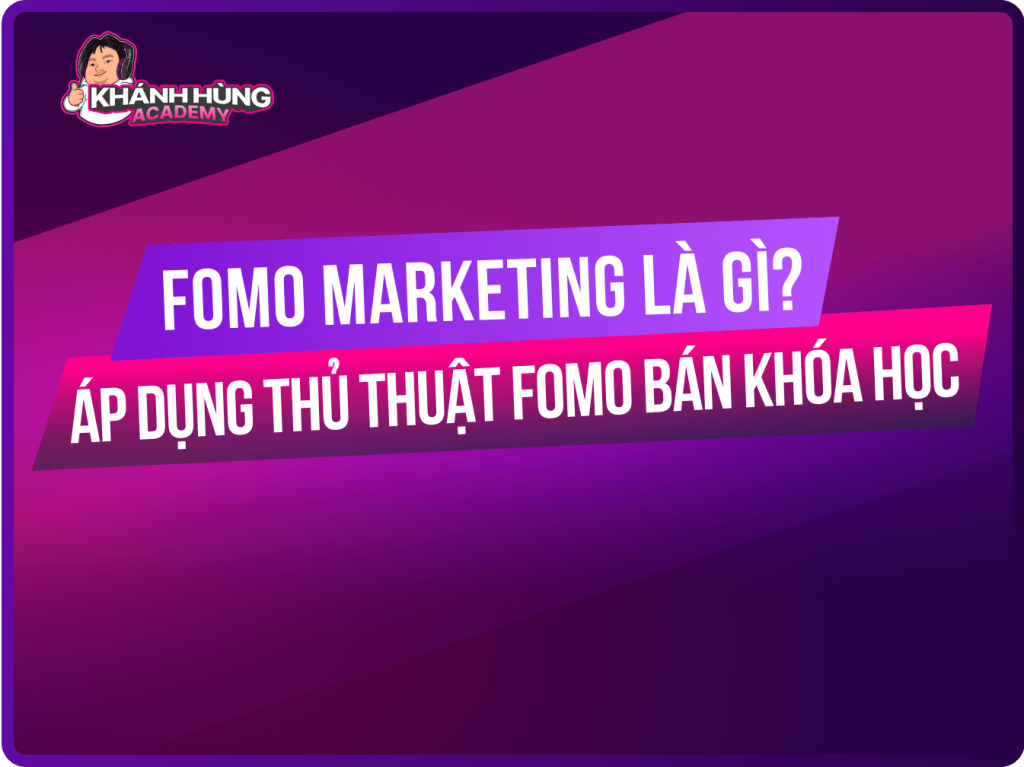 KHÁNH HÙNG
ACADEMY
FOMO MARKETING LÀ GÌ?
ÁP DỤNG THỦ THUẬT FOMO BÁN KHÓA HỌC